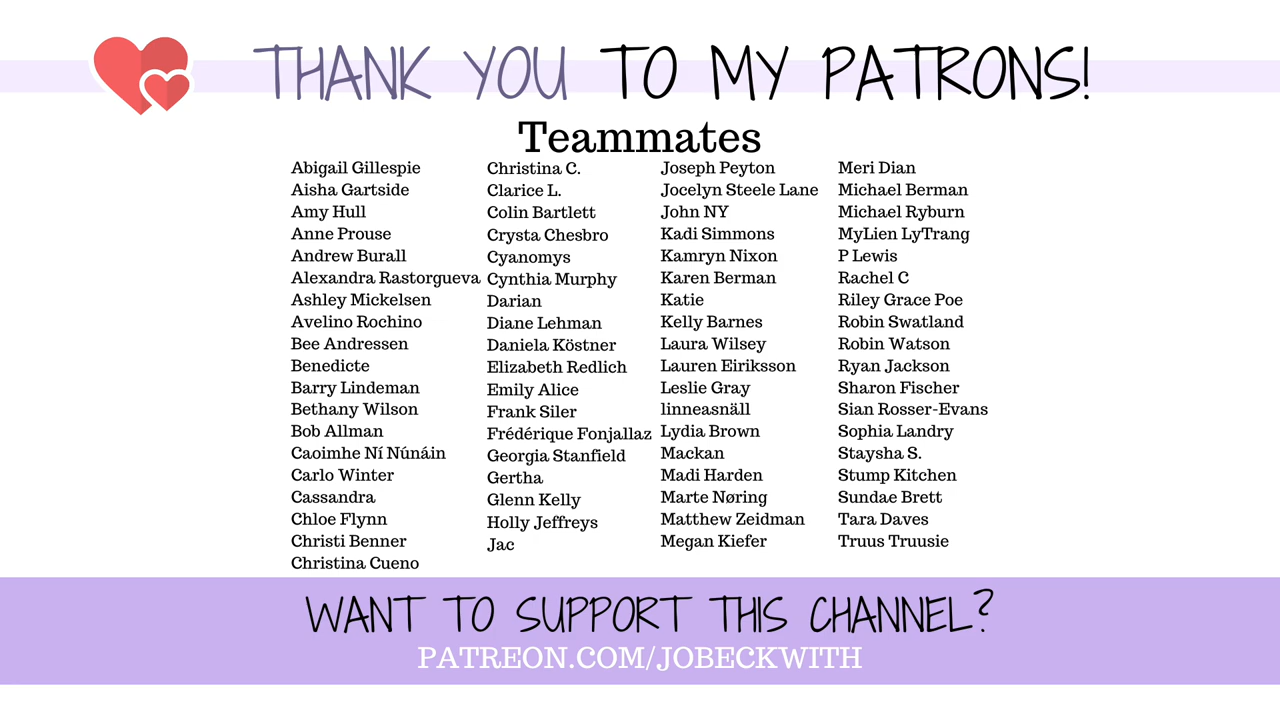 THANK YOU TO MY PATRONS!
Teammates
Abigail Gillespie
Aisha Gartside
Amy Hull
Anne Prouse
Andrew Burall
Alexandra Rastorgueva
Ashley Mickelsen
Avelino Rochino
Bee Andressen
Benedicte
Barry Lindeman
Bethany Wilson
Bob Allman
Caoimhe Ní Núnáin
Carlo Winter
Cassandra
Chloe Flynn
Christi Benner
Christina Cueno
Christina C.
Clarice L.
Colin Bartlett
Crysta Chesbro
Cyanomys
Cynthia Murphy
Darian
Diane Lehman
Daniela Köstner
Elizabeth Redlich
Emily Alice
Frank Siler
Frédérique Fonjallaz
Georgia Stanfield
Gertha
Glenn Kelly
Holly Jeffreys
Jac
Joseph Peyton
Jocelyn Steele Lane
John NY
Kadi Simmons
Kamryn Nixon
Karen Berman
Katie
Kelly Barnes
Laura Wilsey
Lauren Eiriksson
Leslie Gray
linneasnäll
Lydia Brown
Mackan
Madi Harden
Marte Nøring
Matthew Zeidman
Megan Kiefer
Meri Dian
Michael Berman
Michael Ryburn
MyLien LyTrang
P Lewis
Rachel C
Riley Grace Poe
Robin Swatland
Robin Watson
Ryan Jackson
Sharon Fischer
Sian Rosser-Evans
Sophia Landry
Staysha S.
Stump Kitchen
Sundae Brett
Tara Daves
Truus Truusie
WANT TO SUPPORT THIS CHANNEL?
PATREON.COM/JOBECKWITH